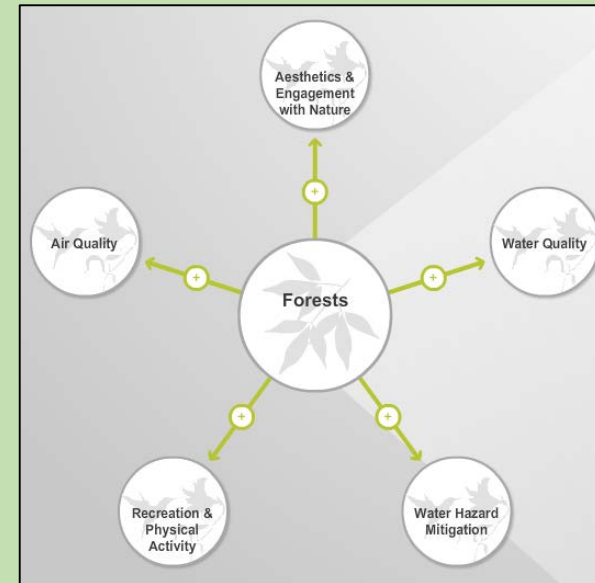 Aesthetics &
Engagement
with Nature
+
Air Quality
Water Quality
+
+
Forests
+
+
Recreation &
Physical
Activity
Water Hazard
Mitigation